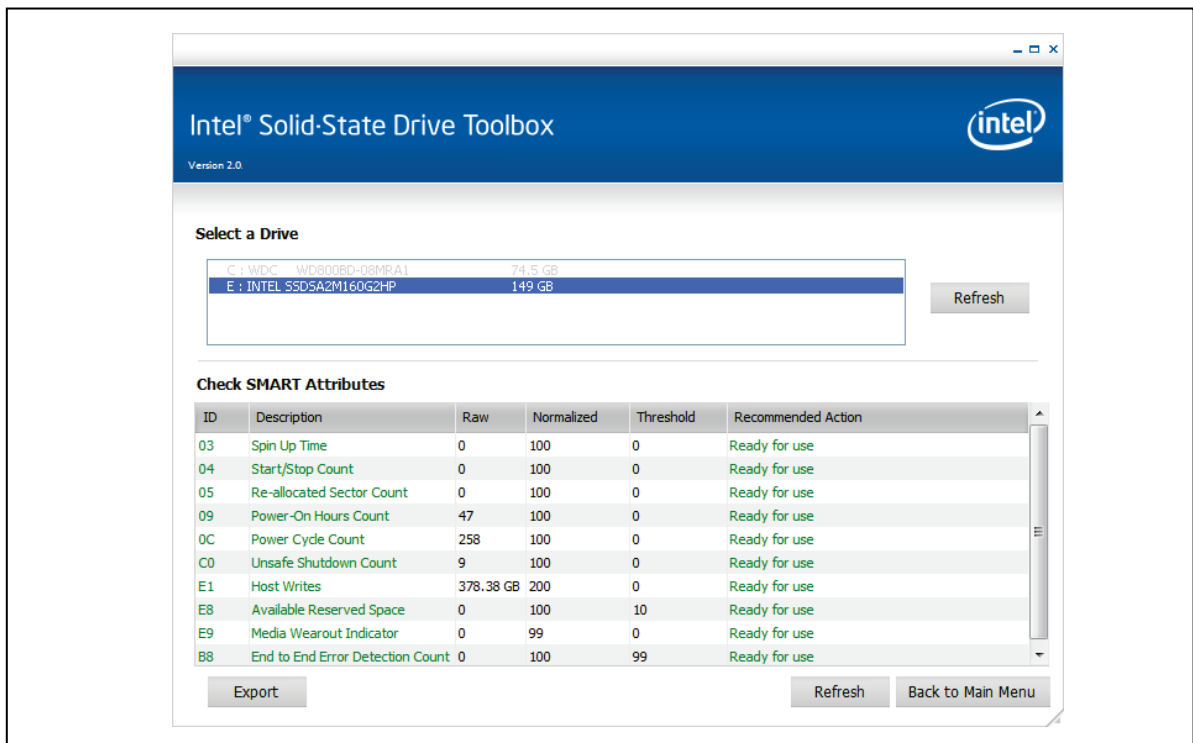 Intel® Solid-State Drive Toolbox
intel
Version 2.0.
Select a Drive
C : WDC WD800BD-08MRA1 74.5 GB
E : INTEL SSDSA2M160G2HP 149 GB
Refresh
Check SMART Attributes
ID Description Raw Normalized Threshold Recommended Action
03 Spin Up Time 0 100 0 Ready for use
04 Start/Stop Count 0 100 0 Ready for use
05 Re-allocated Sector Count 0 100 0 Ready for use
09 Power-On Hours Count 47 100 0 Ready for use
0C Power Cycle Count 258 100 0 Ready for use
C0 Unsafe Shutdown Count 9 100 0 Ready for use
E1 Host Writes 378.38 GB 200 0 Ready for use
E8 Available Reserved Space 0 100 10 Ready for use
E9 Media Wearout Indicator 0 99 0 Ready for use
B8 End to End Error Detection Count 0 100 99 Ready for use
Export Refresh Back to Main Menu